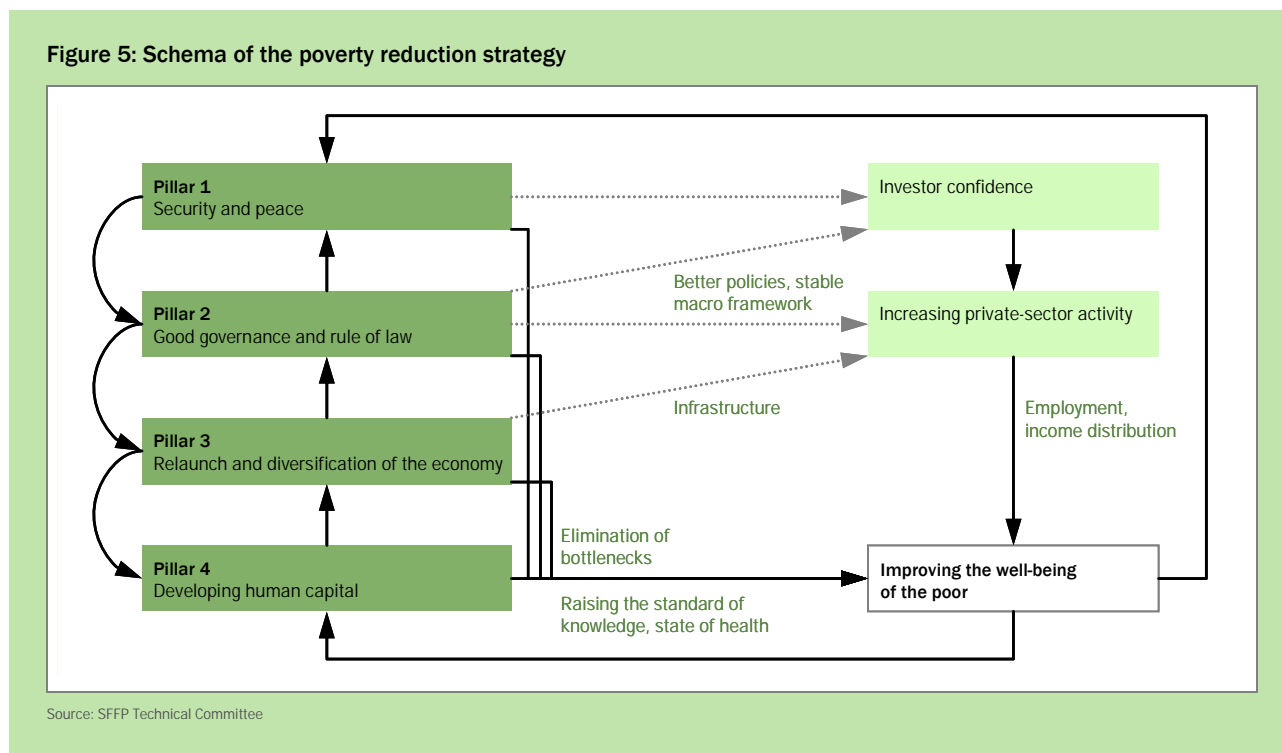 Figure 5: Schema of the poverty reduction strategy
Pillar 1
Security and peace
Investor confidence
Better policies, stable
macro framework
Pillar 2
Good governance and rule of law
Increasing private-sector activity
Infrastructure
Employment,
income distribution
Pillar 3
Relaunch and diversification of the economy
Elimination of
bottlenecks
Pillar 4
Developing human capital
Improving the well-being
of the poor
Raising the standard of
knowledge, state of health
Source: SFFP Technical Committee